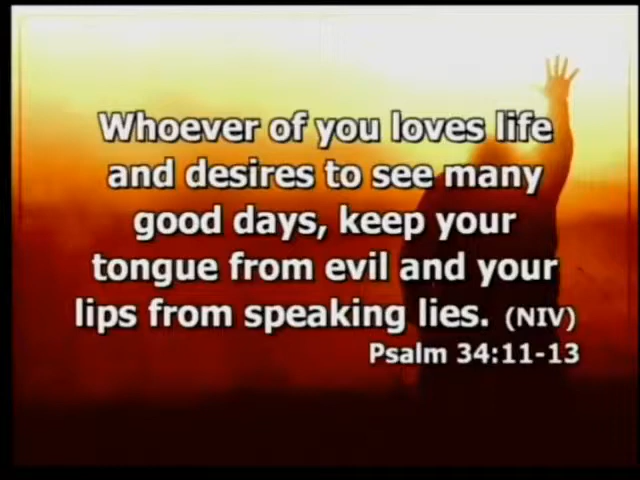 Whoever of you loves life
and desires to see many
good days, keep your
tongue from evil and your
lips from speaking lies. (NIV)
Psalm 34:11-13